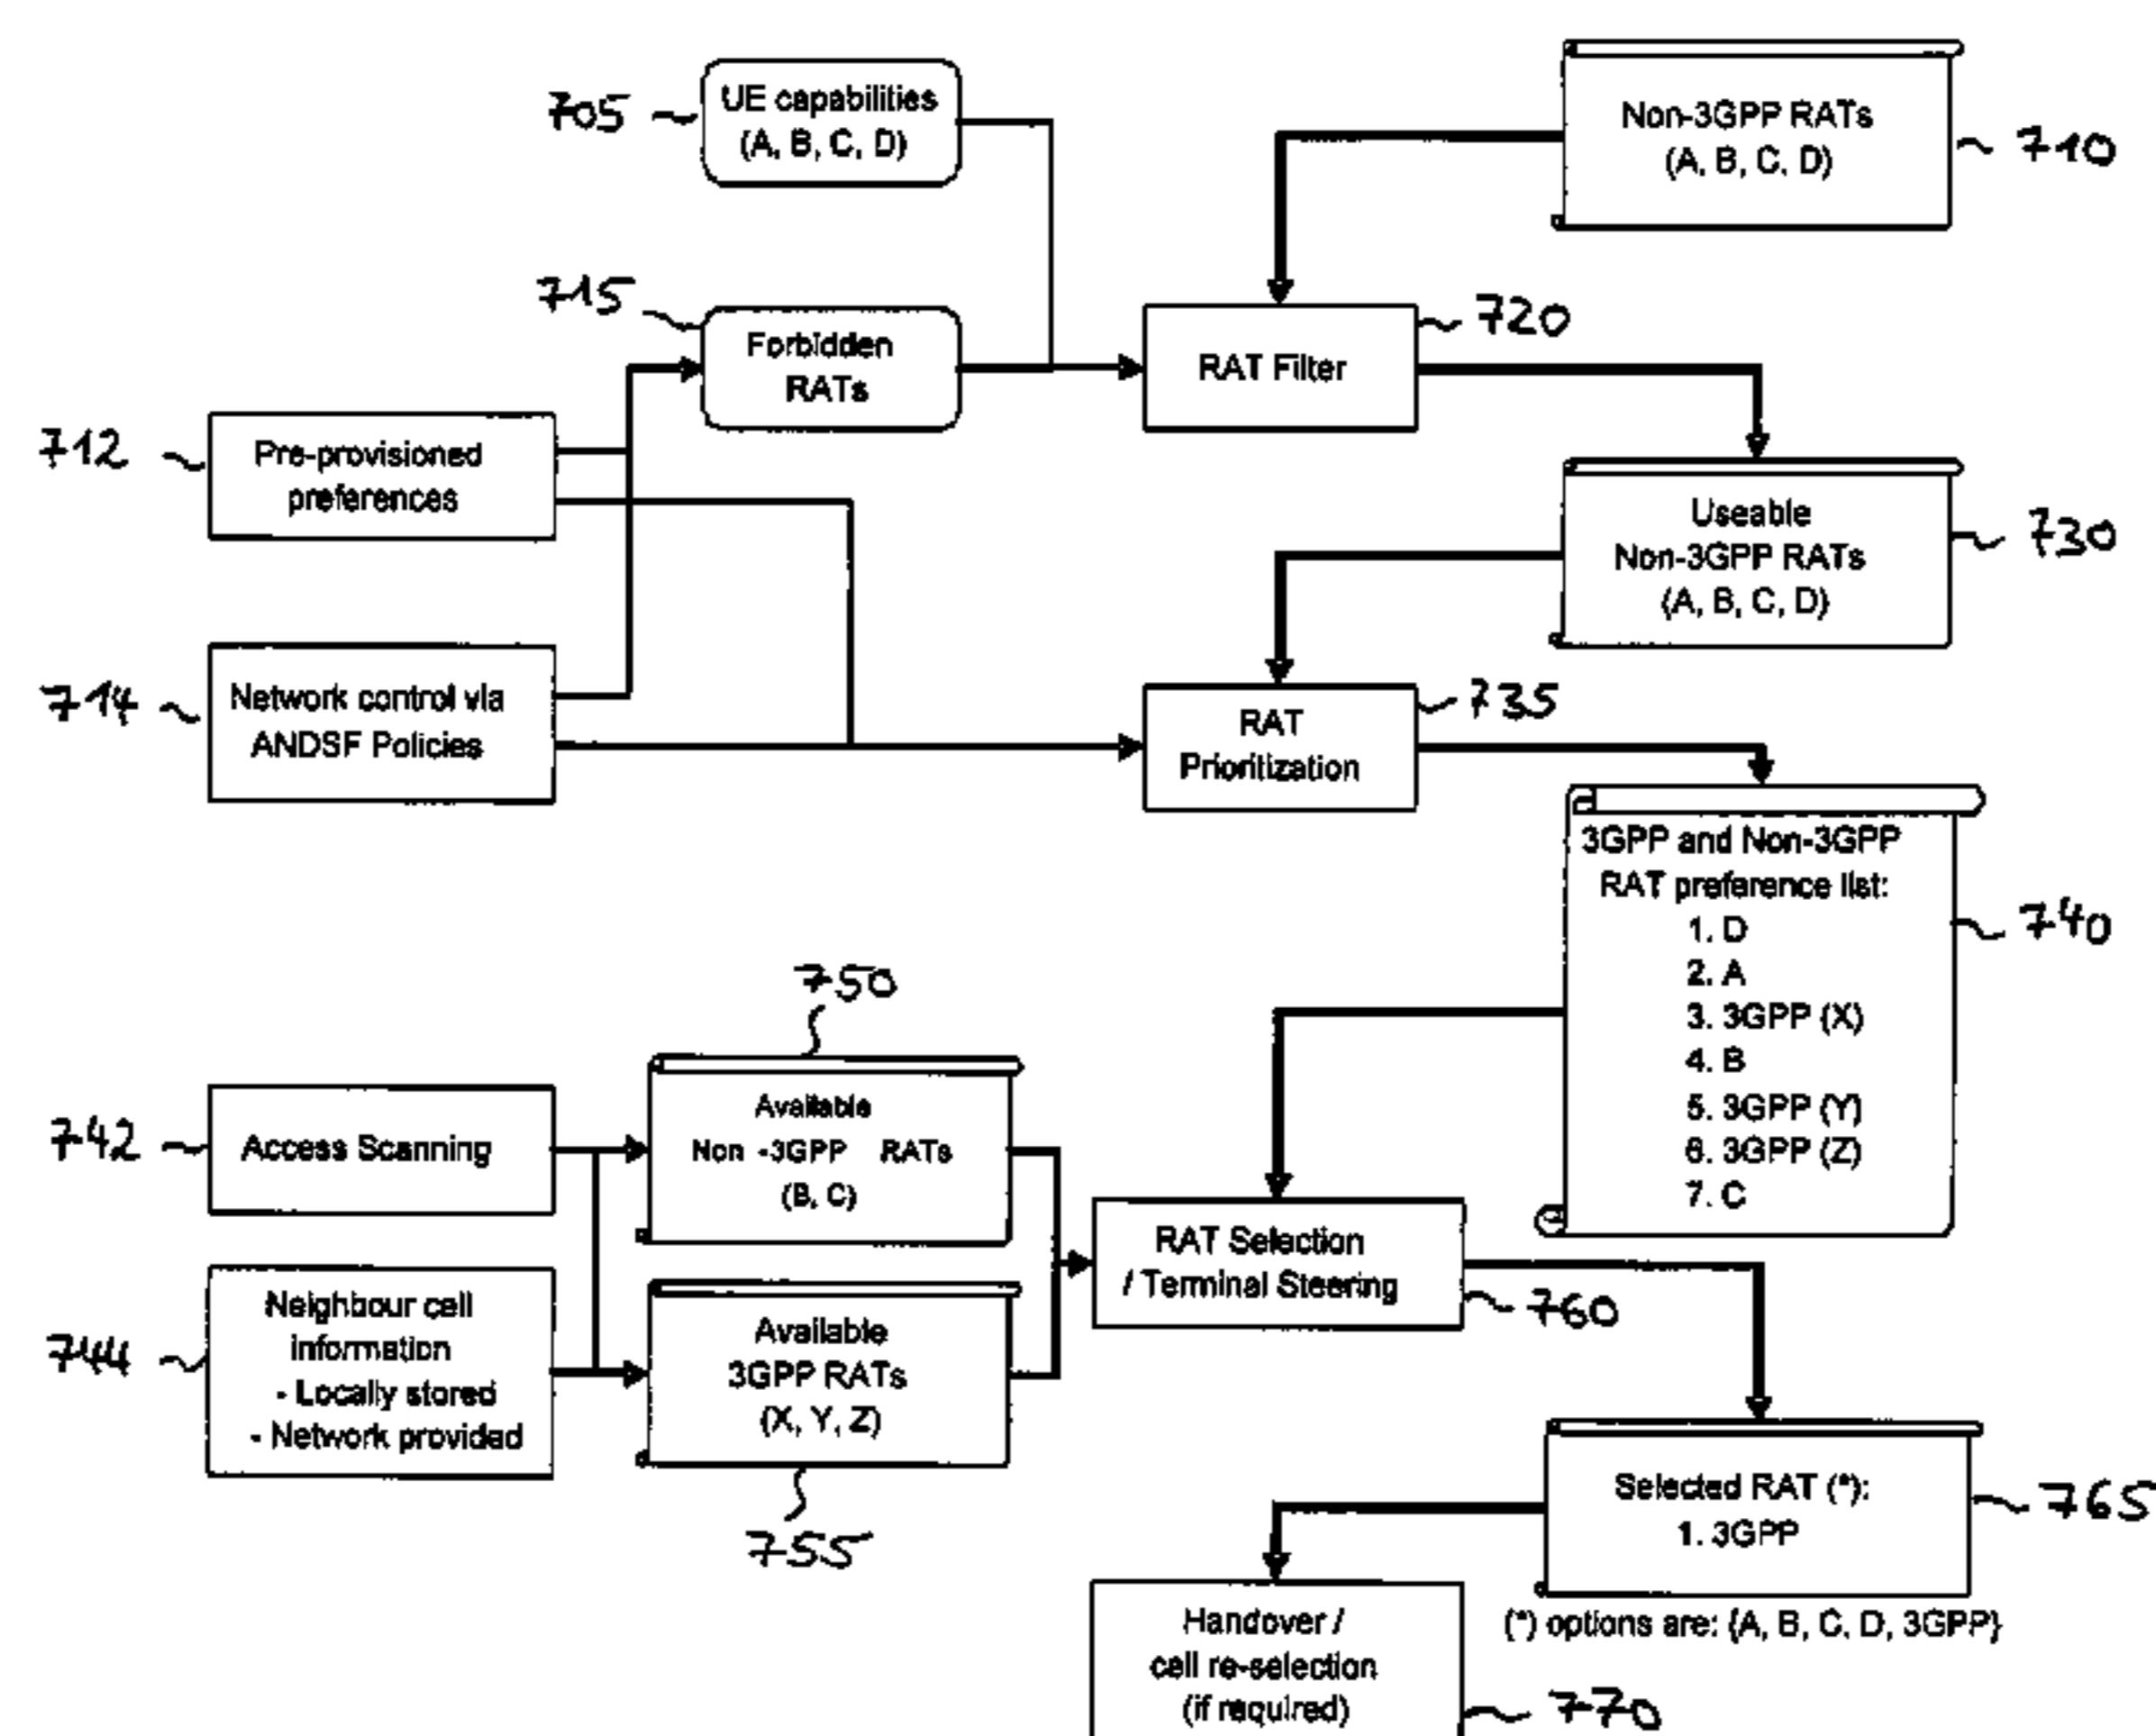 705
UE capabilities
(A, B, C, D)
Non-3GPP RATs
(A, B, C, D)
710
715
Forbidden
RATs
RAT Filter
720
712
Pre-provisioned
preferences
Useable
Non-3GPP RATs
(A, B, C, D)
730
714
Network control via
ANDSF Policies
RAT
Prioritization
735
3GPP and Non-3GPP
RAT preference list:
1. D
2. A
3. 3GPP (X)
4. B
5. 3GPP (Y)
6. 3GPP (Z)
7. C
740
742
Access Scanning
750
Available
Non -3GPP RATs
(B, C)
744
Neighbour cell
information
- Locally stored
- Network provided
Available
3GPP RATs
(X, Y, Z)
755
RAT Selection
/ Terminal Steering
760
Selected RAT (*):
1. 3GPP
765
(*) options are: {A, B, C, D, 3GPP}
Handover /
cell re-selection
(if required)
770